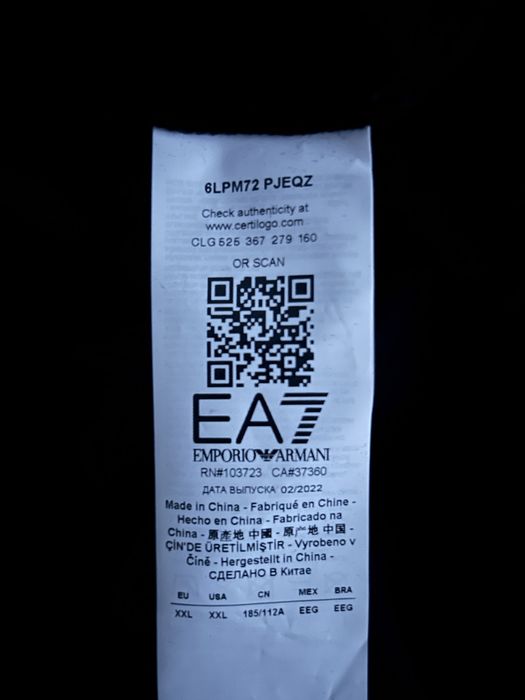 6LPM72 PJEQZ
Check authenticity at
www.certilogo.com
CLG 525 367 279 160
OR SCAN
EA7
EMPORIO ARMANI
RN#103723 CA#37360
ДАТА ВЫПУСКА 02/2022
Made in China - Fabriqué en Chine -
Hecho en China - Fabricado na
China - 原產地 中國 - 原产地 中国 -
ÇİN'DE ÜRETİLMİŞTİR - Vyrobeno v
Číně - Hergestellt in China -
СДЕЛАНО В Китае
EU USA CN MEX BRA
XXL XXL 185/112A EEG EEG